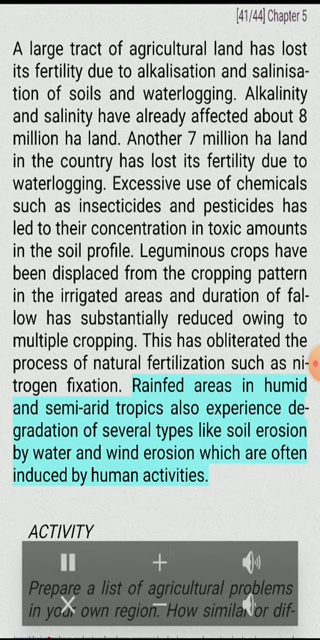 [41/44] Chapter 5
A large tract of agricultural land has lost
its fertility due to alkalisation and salinisa-
tion of soils and waterlogging. Alkalinity
and salinity have already affected about 8
million ha land. Another 7 million ha land
in the country has lost its fertility due to
waterlogging. Excessive use of chemicals
such as insecticides and pesticides has
led to their concentration in toxic amounts
in the soil profile. Leguminous crops have
been displaced from the cropping pattern
in the irrigated areas and duration of fal-
low has substantially reduced owing to
multiple cropping. This has obliterated the
process of natural fertilization such as ni-
trogen fixation. Rainfed areas in humid
and semi-arid tropics also experience de-
gradation of several types like soil erosion
by water and wind erosion which are often
induced by human activities.
ACTIVITY
Prepare a list of agricultural problems
in your own region. How similar or dif-